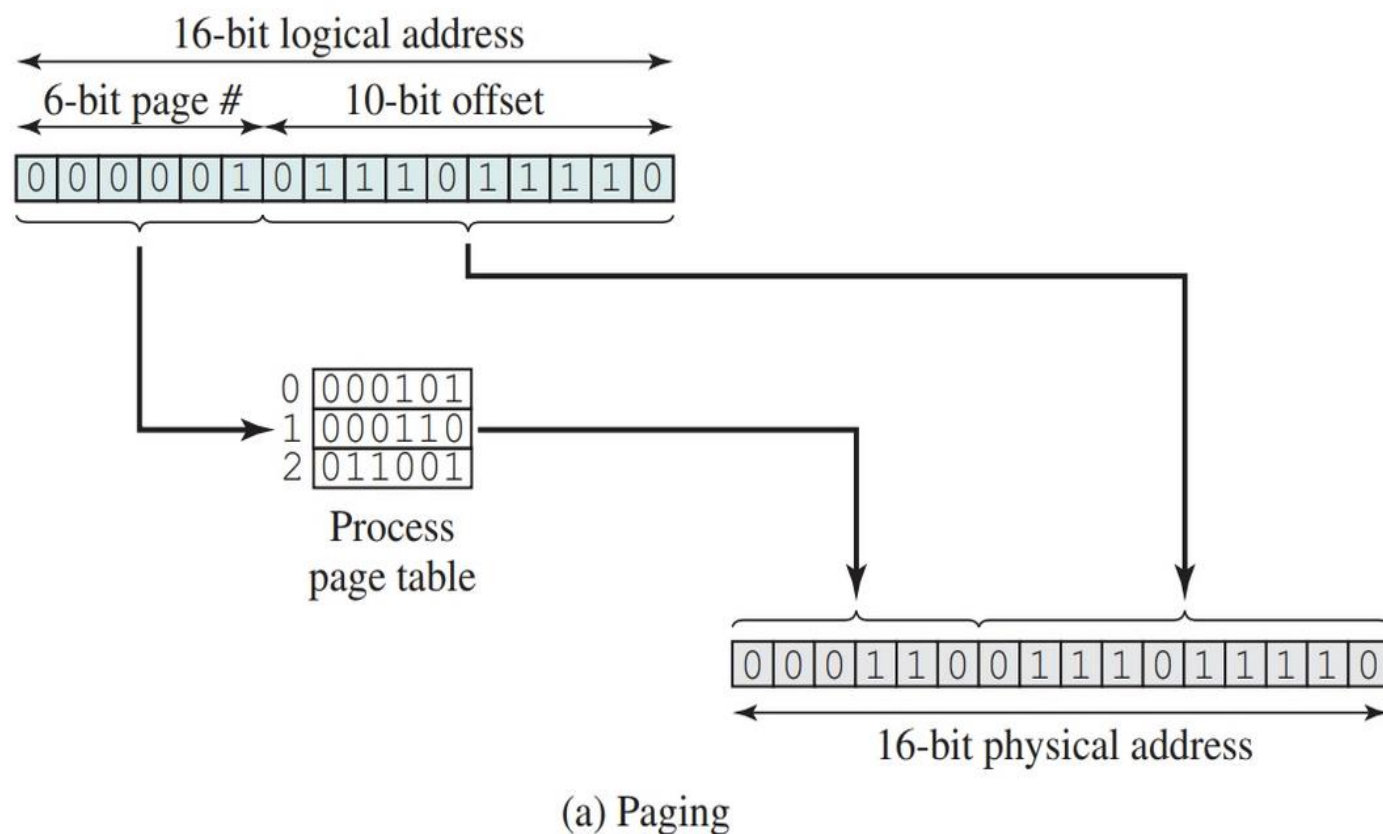 16-bit logical address
6-bit page # 10-bit offset
0 0 0 0 0 1 0 1 1 1 0 1 1 1 1 0
0 000101
1 000110
2 011001
Process
page table
0 0 0 1 1 0 0 1 1 1 0 1 1 1 1 0
16-bit physical address
(a) Paging